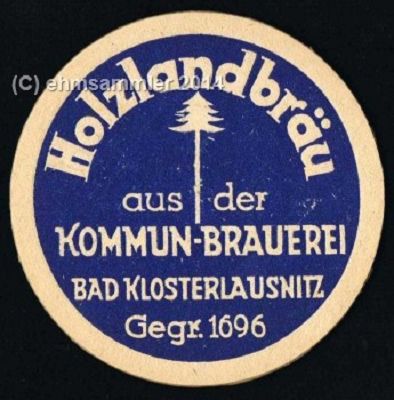 (C) ehmsammler 2014
Holzlandbräu
aus der
KOMMUN-BRAUEREI
BAD KLOSTERLAUSNITZ
Gegr. 1696